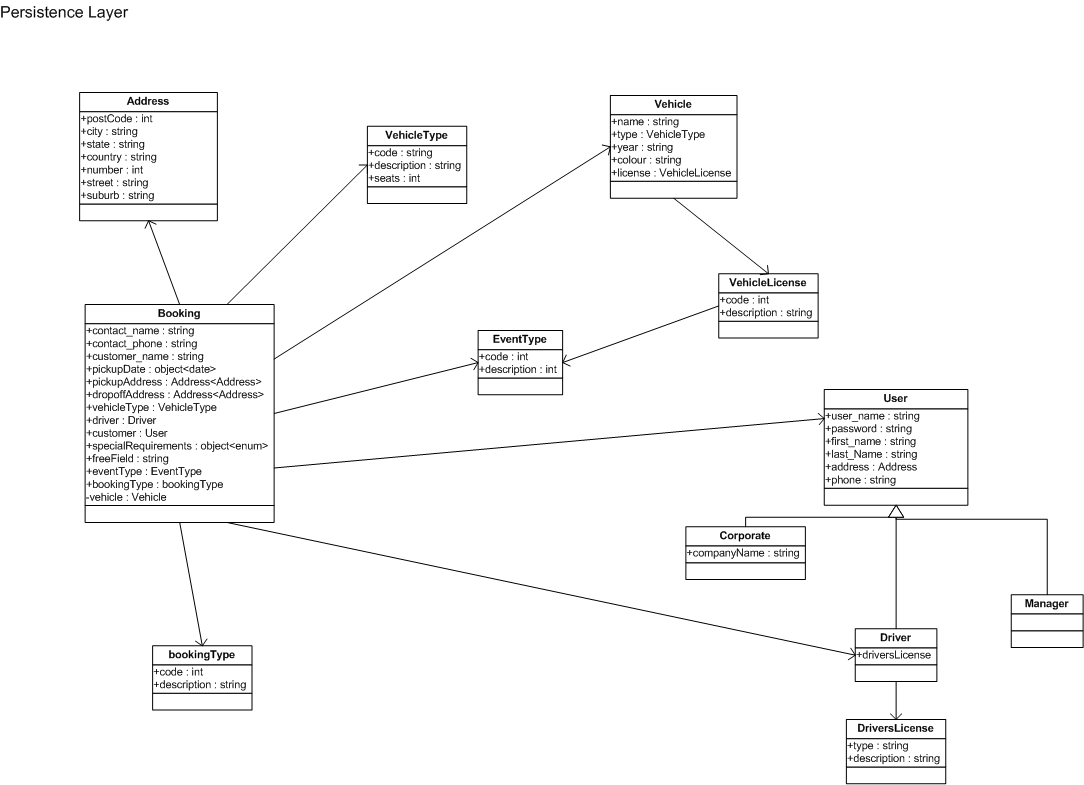 Persistence Layer
Address
+postCode : int
+city : string
+state : string
+country : string
+number : int
+street : string
+suburb : string
VehicleType
+code : string
+description : string
+seats : int
Vehicle
+name : string
+type : VehicleType
+year : string
+colour : string
+license : VehicleLicense
VehicleLicense
+code : int
+description : string
Booking
+contact_name : string
+contact_phone : string
+customer_name : string
+pickupDate : object<date>
+pickupAddress : Address<Address>
+dropoffAddress : Address<Address>
+vehicleType : VehicleType
+driver : Driver
+customer : User
+specialRequirements : object<enum>
+freeField : string
+eventType : EventType
+bookingType : bookingType
-vehicle : Vehicle
EventType
+code : int
+description : int
User
+user_name : string
+password : string
+first_name : string
+last_Name : string
+address : Address
+phone : string
Corporate
+companyName : string
Manager
Driver
+driversLicense
bookingType
+code : int
+description : string
DriversLicense
+type : string
+description : string